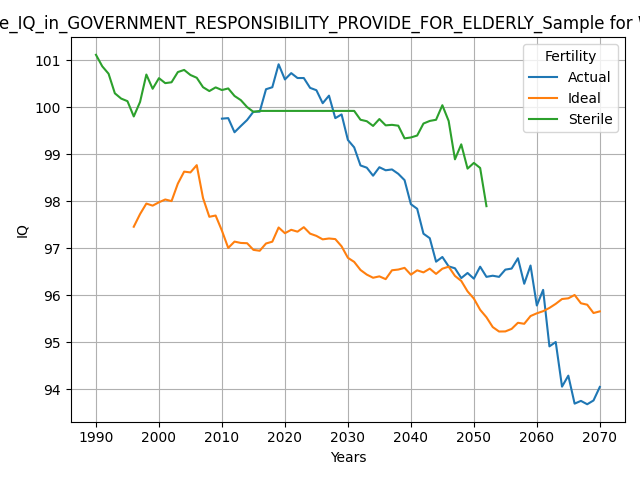 e_IQ_in_GOVERNMENT_RESPONSIBILITY_PROVIDE_FOR_ELDERLY_Sample for
Fertility
Actual
Ideal
Sterile
IQ
101
100
99
98
97
96
95
94
1990 2000 2010 2020 2030 2040 2050 2060 2070
Years